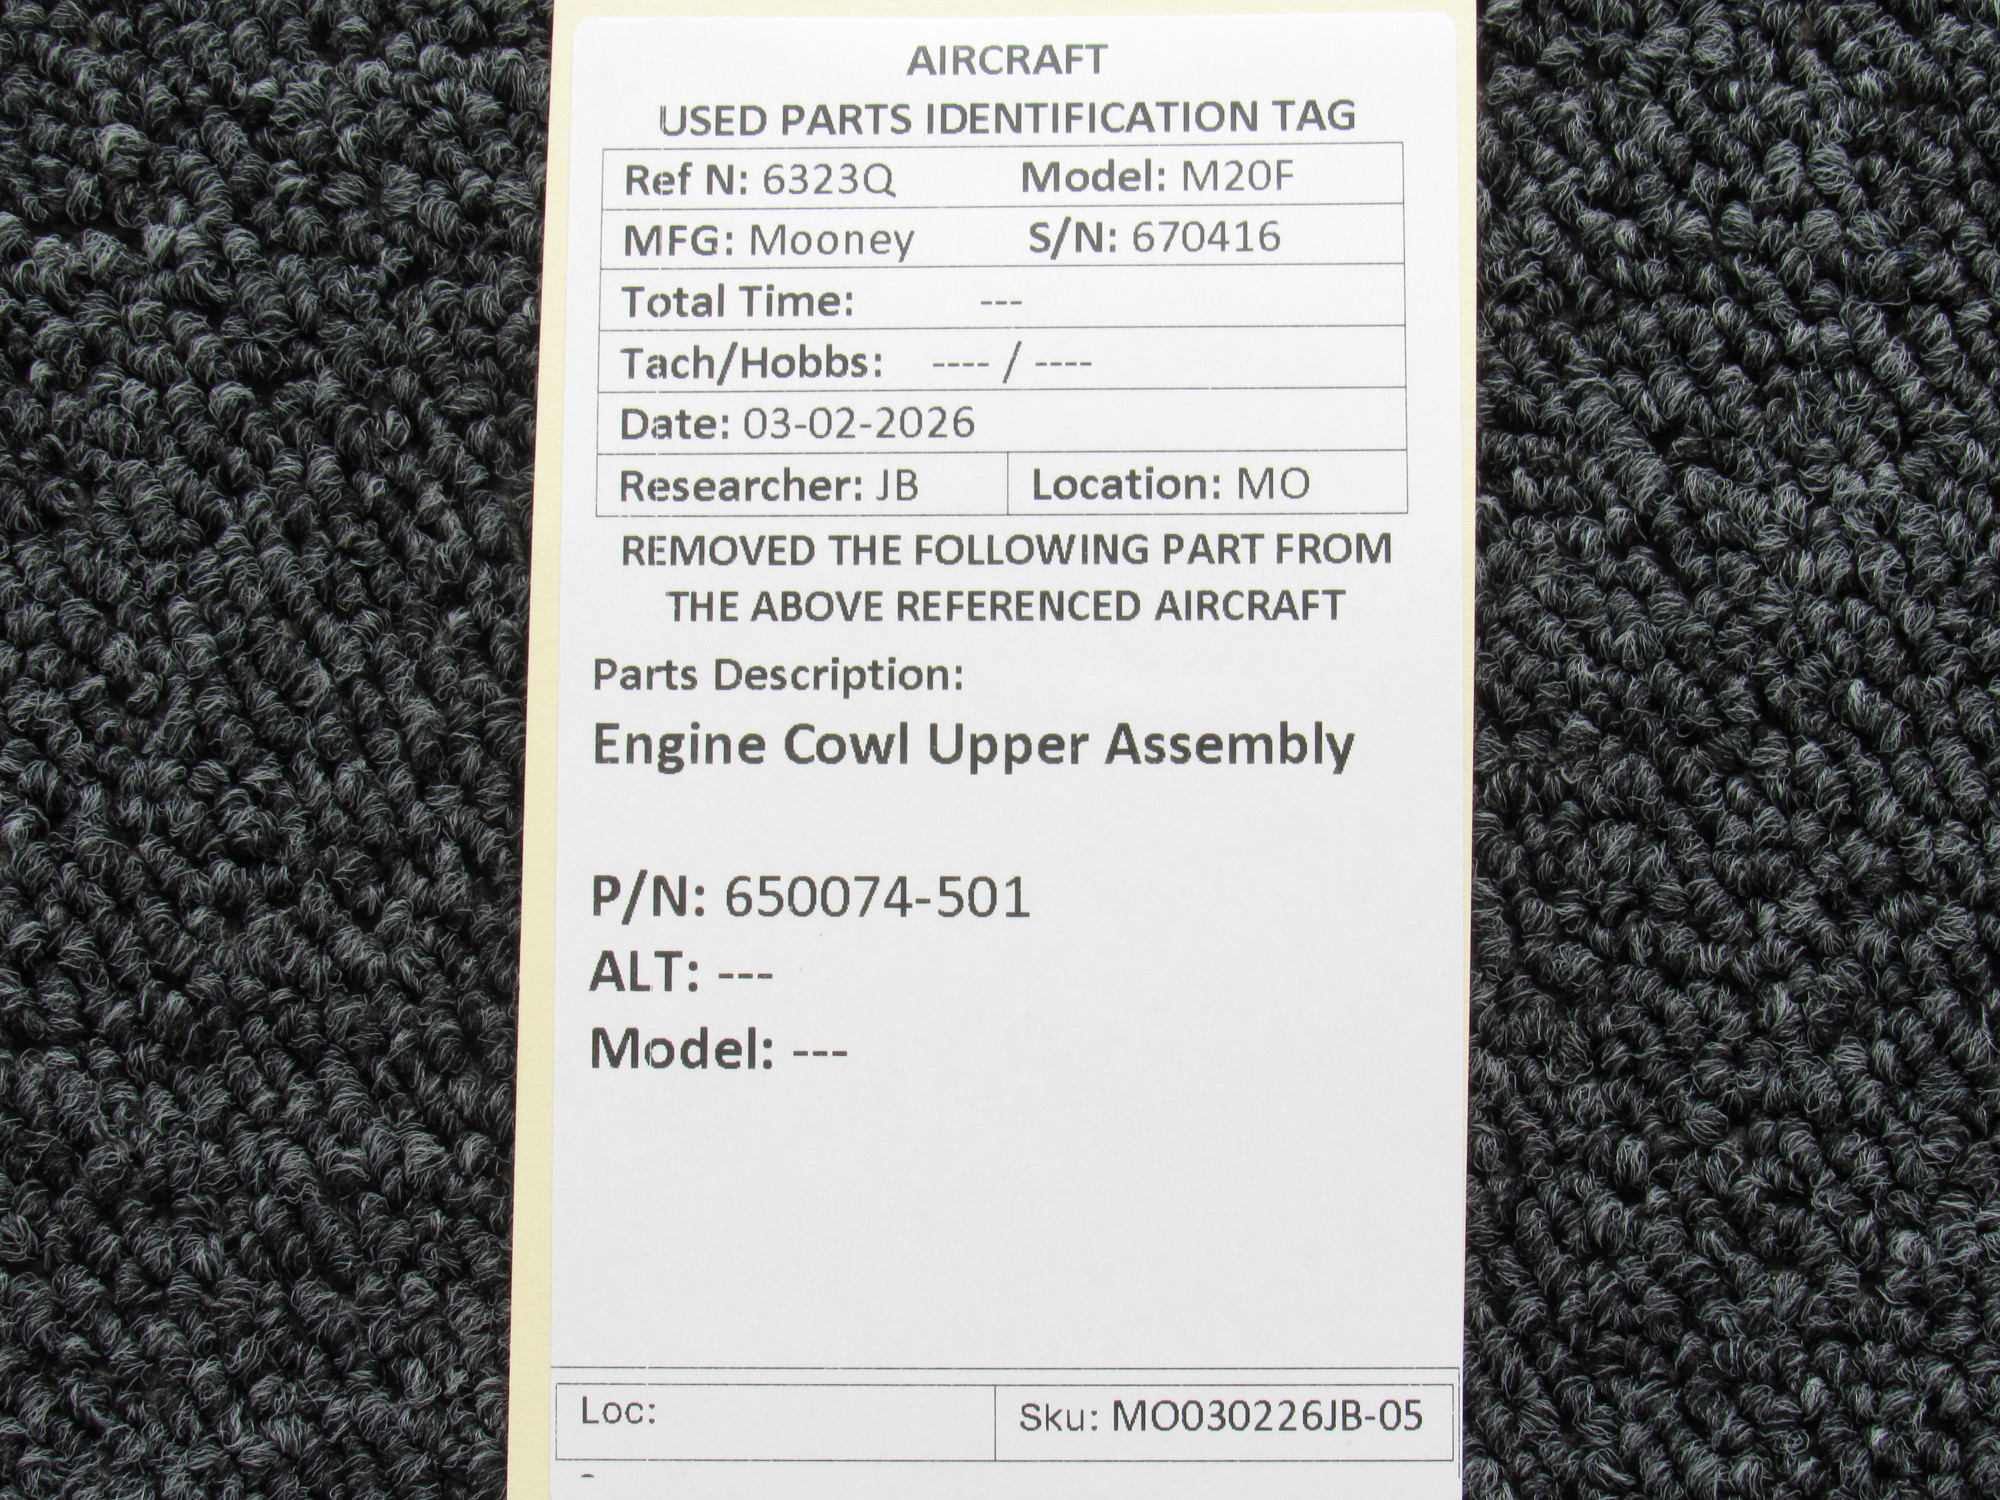 AIRCRAFT
USED PARTS IDENTIFICATION TAG
Ref N: 6323Q Model: M20F
MFG: Mooney S/N: 670416
Total Time: ---
Tach/Hobbs: ---- / ----
Date: 03-02-2026
Researcher: JB Location: MO
REMOVED THE FOLLOWING PART FROM
THE ABOVE REFERENCED AIRCRAFT
Parts Description:
Engine Cowl Upper Assembly
P/N: 650074-501
ALT: ---
Model: ---
Loc: Sku: MO030226JB-05